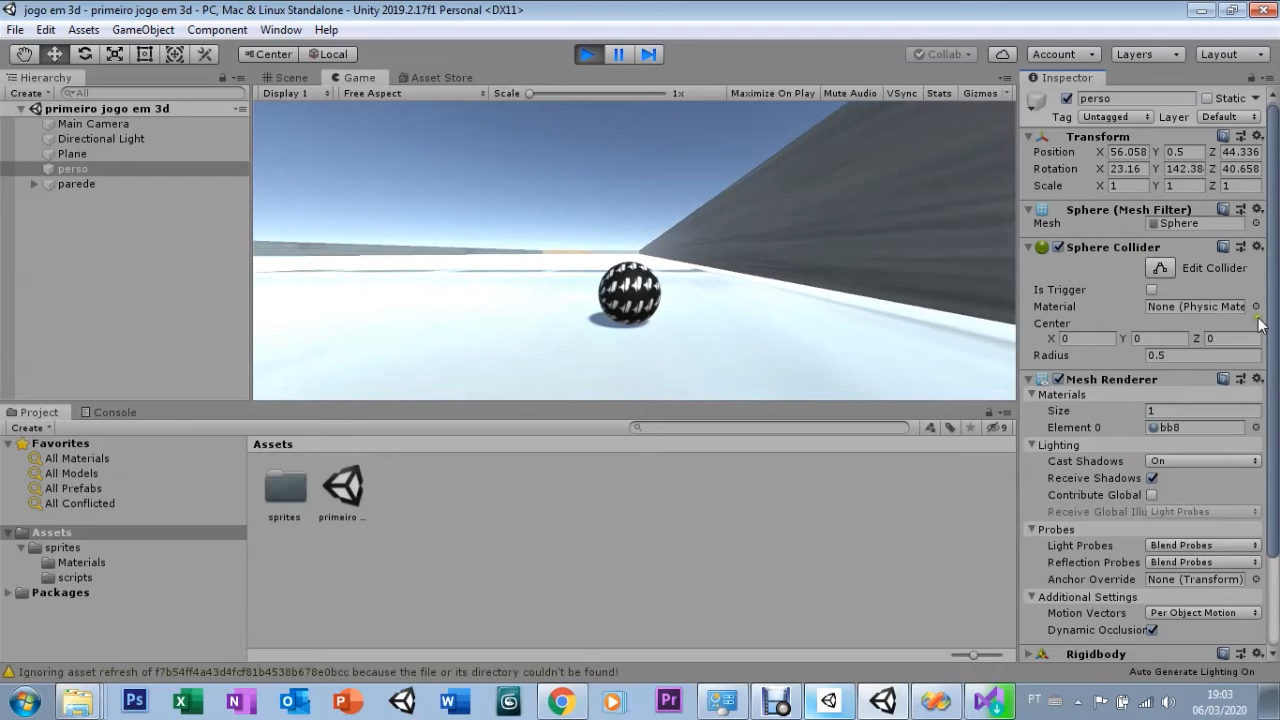 jogo em 3d - primeiro jogo em 3d - PC, Mac & Linux Standalone - Unity 2019.2.17f1 Personal <DX11>
File Edit Assets GameObject Component Window Help
Center Local Collab Account Layers Layout
Hierarchy Scene Game Asset Store Inspector
Create All Display 1 Free Aspect Scale 1x Maximize On Play Mute Audio VSync Stats Gizmos
perso Static
primeiro jogo em 3d
Tag Untagged Layer Default
Main Camera
Directional Light
Plane
perso
parede
Transform
Position X 56.058 Y 0.5 Z 44.336
Rotation X 23.16 Y 142.38 Z 40.658
Scale X 1 Y 1 Z 1
Sphere (Mesh Filter)
Mesh Sphere
Sphere Collider
Edit Collider
Is Trigger
Material None (Physic Mate
Center
X 0 Y 0 Z 0
Radius 0.5
Mesh Renderer
Materials
Size 1
Element 0 bb8
Lighting
Cast Shadows On
Receive Shadows
Contribute Global
Receive Global Illu Light Probes
Probes
Light Probes Blend Probes
Reflection Probes Blend Probes
Anchor Override None (Transform)
Additional Settings
Motion Vectors Per Object Motion
Dynamic Occlusion
Rigidbody
Project Console
Create 9
Favorites
All Materials
All Models
All Prefabs
All Conflicted
Assets
sprites
Materials
scripts
Packages
Assets
sprites primeiro ...
Ignoring asset refresh of f7b54ff4a43d4fcf81b4538b678e0bcc because the file or its directory couldn't be found!
Auto Generate Lighting On
Ps Pr PT 19:03
06/03/2020